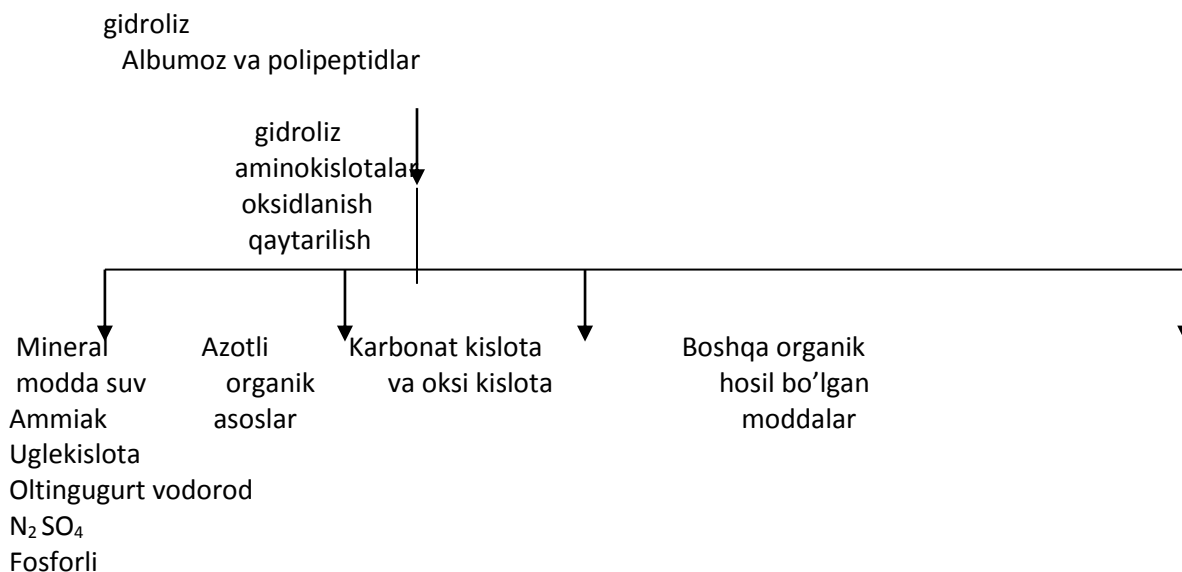 gidroliz
Albumoz va polipeptidlar
gidroliz
aminokislotalar
oksidlanish
qaytarilish
Mineral
modda suv
Ammiak
Uglekislota
Oltingugurt vodorod
N₂ SO₄
Fosforli
Azotli
organik
asoslar
Karbonat kislota
va oksi kislota
Boshqa organik
hosil bo’lgan
moddalar